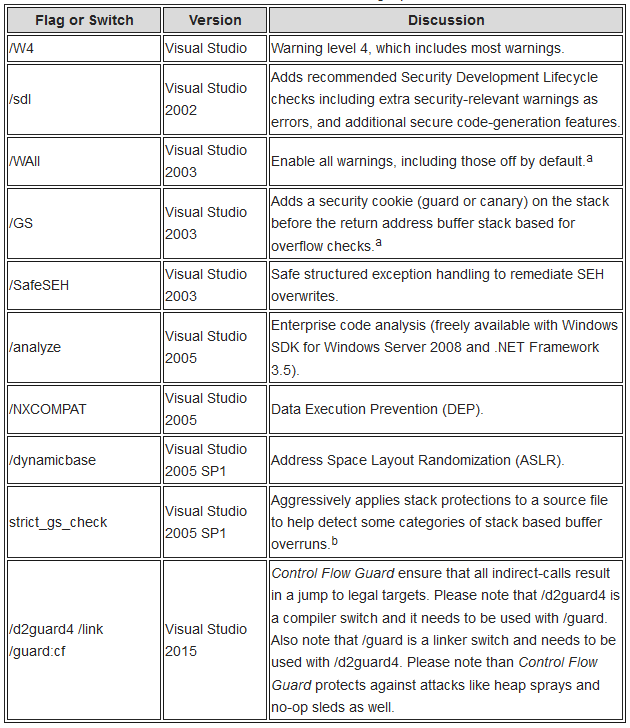 Flag or Switch Version Discussion
/W4 Visual Studio Warning level 4, which includes most warnings.
/sdl
Visual Studio
2002
Adds recommended Security Development Lifecycle
checks including extra security-relevant warnings as
errors, and additional secure code-generation features.
/WAll
Visual Studio
2003
Enable all warnings, including those off by default.a
/GS
Visual Studio
2003
Adds a security cookie (guard or canary) on the stack
before the return address buffer stack based for
overflow checks.a
/SafeSEH
Visual Studio
2003
Safe structured exception handling to remediate SEH
overwrites.
/analyze
Visual Studio
2005
Enterprise code analysis (freely available with Windows
SDK for Windows Server 2008 and .NET Framework
3.5).
/NXCOMPAT
Visual Studio
2005
Data Execution Prevention (DEP).
/dynamicbase
Visual Studio
2005 SP1
Address Space Layout Randomization (ASLR).
strict_gs_check
Visual Studio
2005 SP1
Aggressively applies stack protections to a source file
to help detect some categories of stack based buffer
overruns.b
/d2guard4 /link
/guard:cf
Visual Studio
2015
Control Flow Guard ensure that all indirect-calls result
in a jump to legal targets. Please note that /d2guard4 is
a compiler switch and it needs to be used with /guard.
Also note that /guard is a linker switch and needs to be
used with /d2guard4. Please note than Control Flow
Guard protects against attacks like heap sprays and
no-op sleds as well.